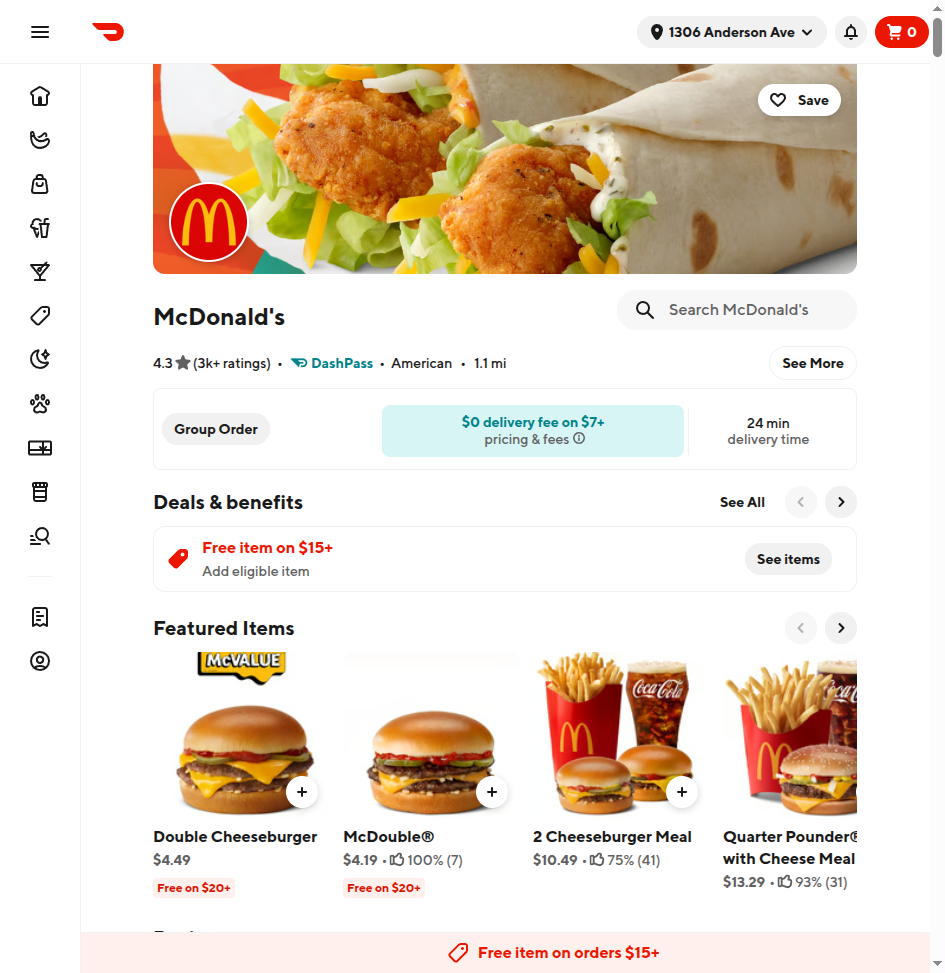 1306 Anderson Ave
0
Save
McDonald's
Search McDonald's
4.3 (3k+ ratings) • DashPass • American • 1.1 mi
See More
Group Order
$0 delivery fee on $7+
pricing & fees
24 min
delivery time
Deals & benefits
See All
Free item on $15+
Add eligible item
See items
Featured Items
McVALUE
Coca-Cola
Double Cheeseburger
$4.49
Free on $20+
McDouble®
$4.19 • 100% (7)
Free on $20+
2 Cheeseburger Meal
$10.49 • 75% (41)
Quarter Pounder®
with Cheese Meal
$13.29 • 93% (31)
Free item on orders $15+